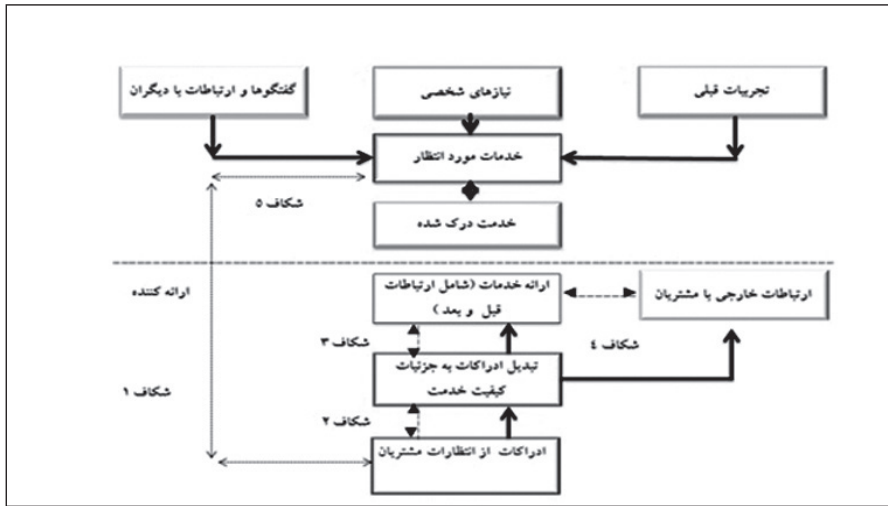 گفتگوها و ارتباطات با دیگران
نیازهای شخصی
تجربیات قبلی
خدمات مورد انتظار
شکاف ۵
خدمت درک شده
ارائه کننده
ارائه خدمات (شامل ارتباطات
قبل و بعد)
ارتباطات خارجی با مشتریان
شکاف ۳
شکاف ۴
تبدیل ادراکات به جزئیات
کیفیت خدمت
شکاف ۱
شکاف ۲
ادراکات از انتظارات مشتریان